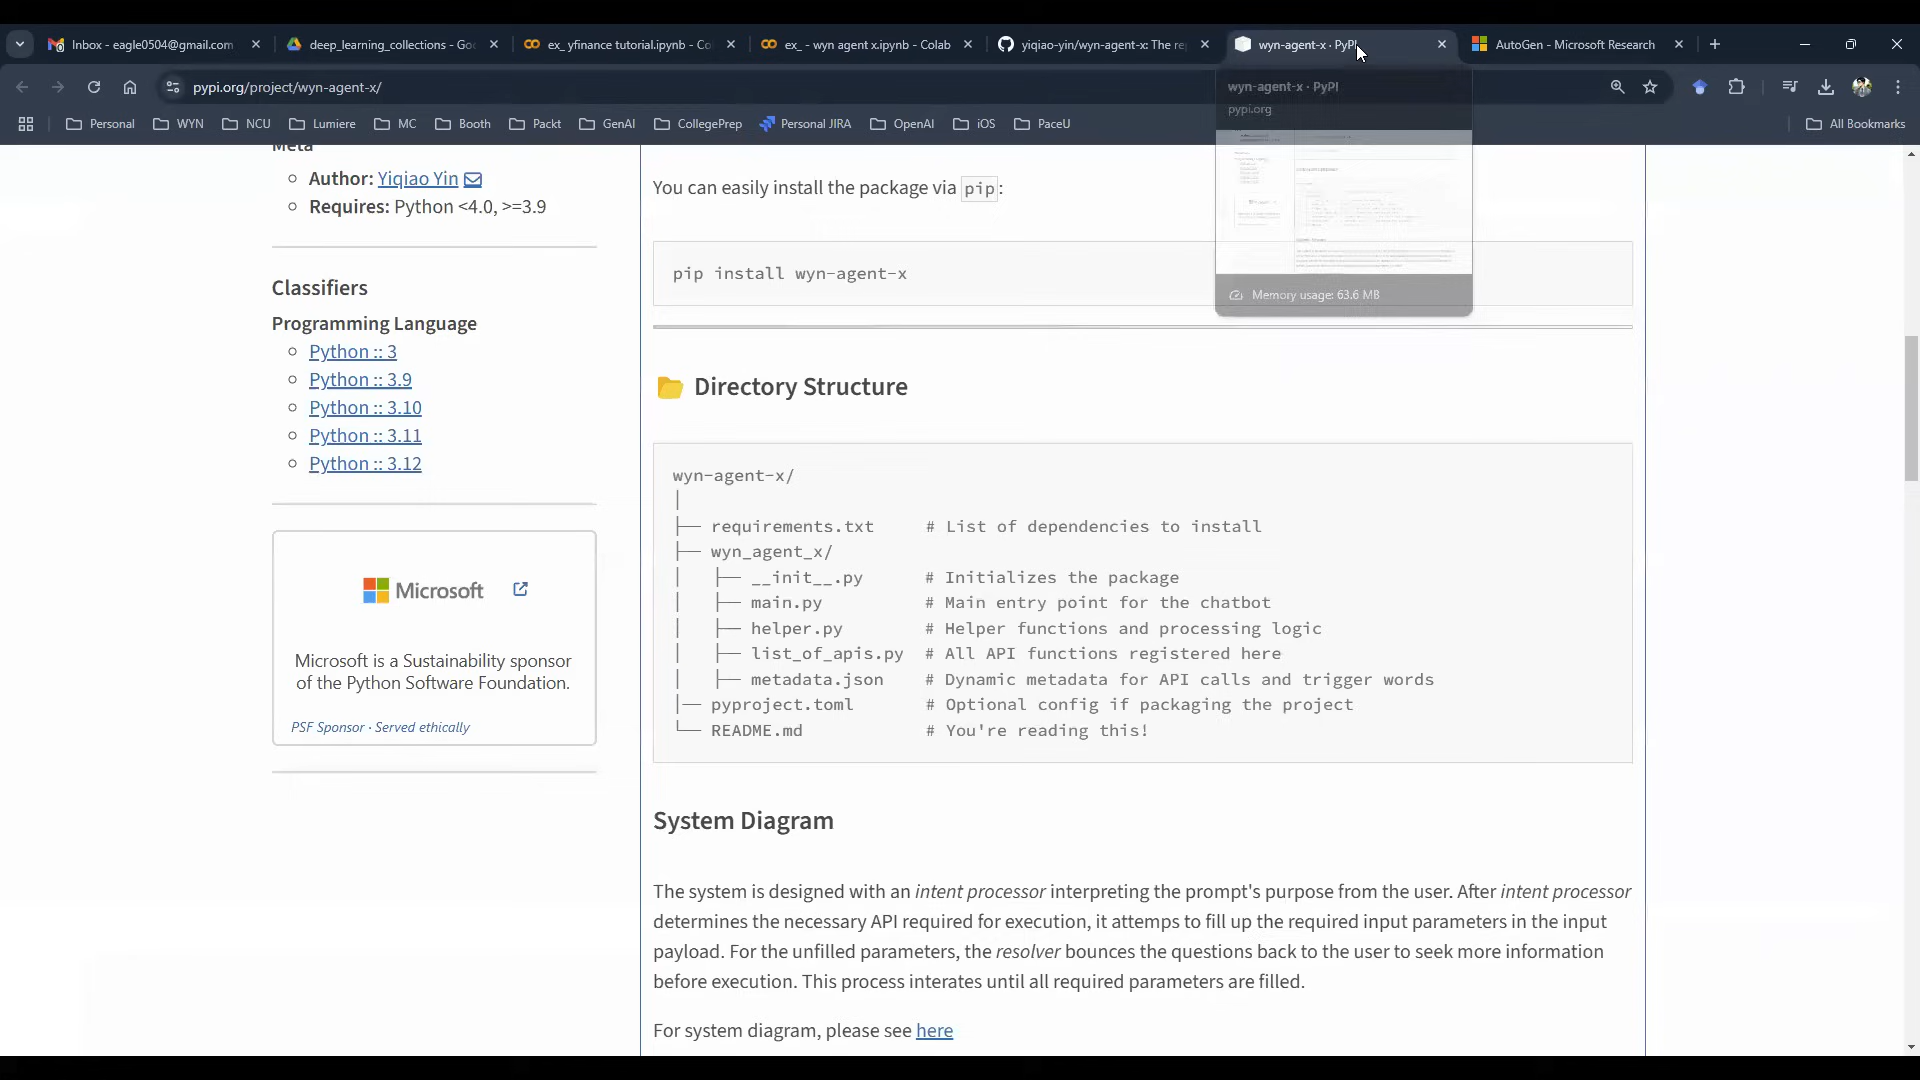 Inbox - eagle0504@gmail.com
deep_learning_collections - Go
ex_ yfinance tutorial.ipynb - Co
ex_ - wyn agent x.ipynb - Colab
yiqiao-yin/wyn-agent-x: The re
wyn-agent-x · PyPI
AutoGen - Microsoft Research
pypi.org/project/wyn-agent-x/
Personal
WYN
NCU
Lumiere
MC
Booth
Packt
GenAI
CollegePrep
Personal JIRA
OpenAI
iOS
PaceU
All Bookmarks
wyn-agent-x · PyPI
pypi.org
Memory usage: 63.6 MB
Meta
Author: Yiqiao Yin
Requires: Python <4.0, >=3.9
Classifiers
Programming Language
Python :: 3
Python :: 3.9
Python :: 3.10
Python :: 3.11
Python :: 3.12
Microsoft
Microsoft is a Sustainability sponsor
of the Python Software Foundation.
PSF Sponsor · Served ethically
You can easily install the package via pip:
pip install wyn-agent-x
Directory Structure
wyn-agent-x/
│
├── requirements.txt # List of dependencies to install
├── wyn_agent_x/
│ ├── __init__.py # Initializes the package
│ ├── main.py # Main entry point for the chatbot
│ ├── helper.py # Helper functions and processing logic
│ ├── list_of_apis.py # All API functions registered here
│ ├── metadata.json # Dynamic metadata for API calls and trigger words
│── pyproject.toml # Optional config if packaging the project
└── README.md # You're reading this!
System Diagram
The system is designed with an intent processor interpreting the prompt's purpose from the user. After intent processor
determines the necessary API required for execution, it attemps to fill up the required input parameters in the input
payload. For the unfilled parameters, the resolver bounces the questions back to the user to seek more information
before execution. This process interates until all required parameters are filled.
For system diagram, please see here